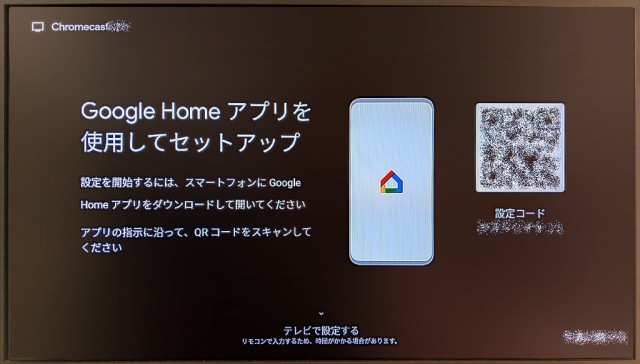 Chromecast
Google Home アプリを
使用してセットアップ
設定を開始するには、スマートフォンに Google
Home アプリをダウンロードして開いてください
アプリの指示に沿って、QR コードをスキャンして
ください
設定コード
テレビで設定する
リモコンで入力するため、時間がかかる場合があります。